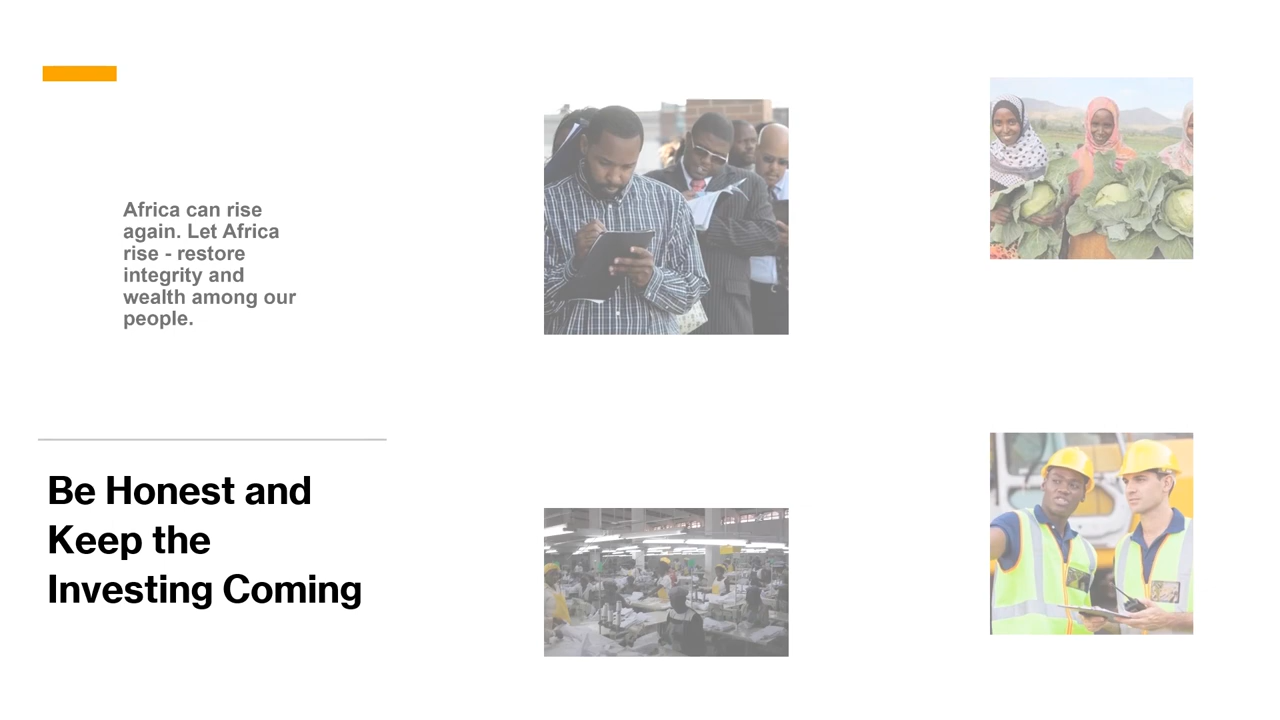 Africa can rise
again. Let Africa
rise - restore
integrity and
wealth among our
people.
Be Honest and
Keep the
Investing Coming